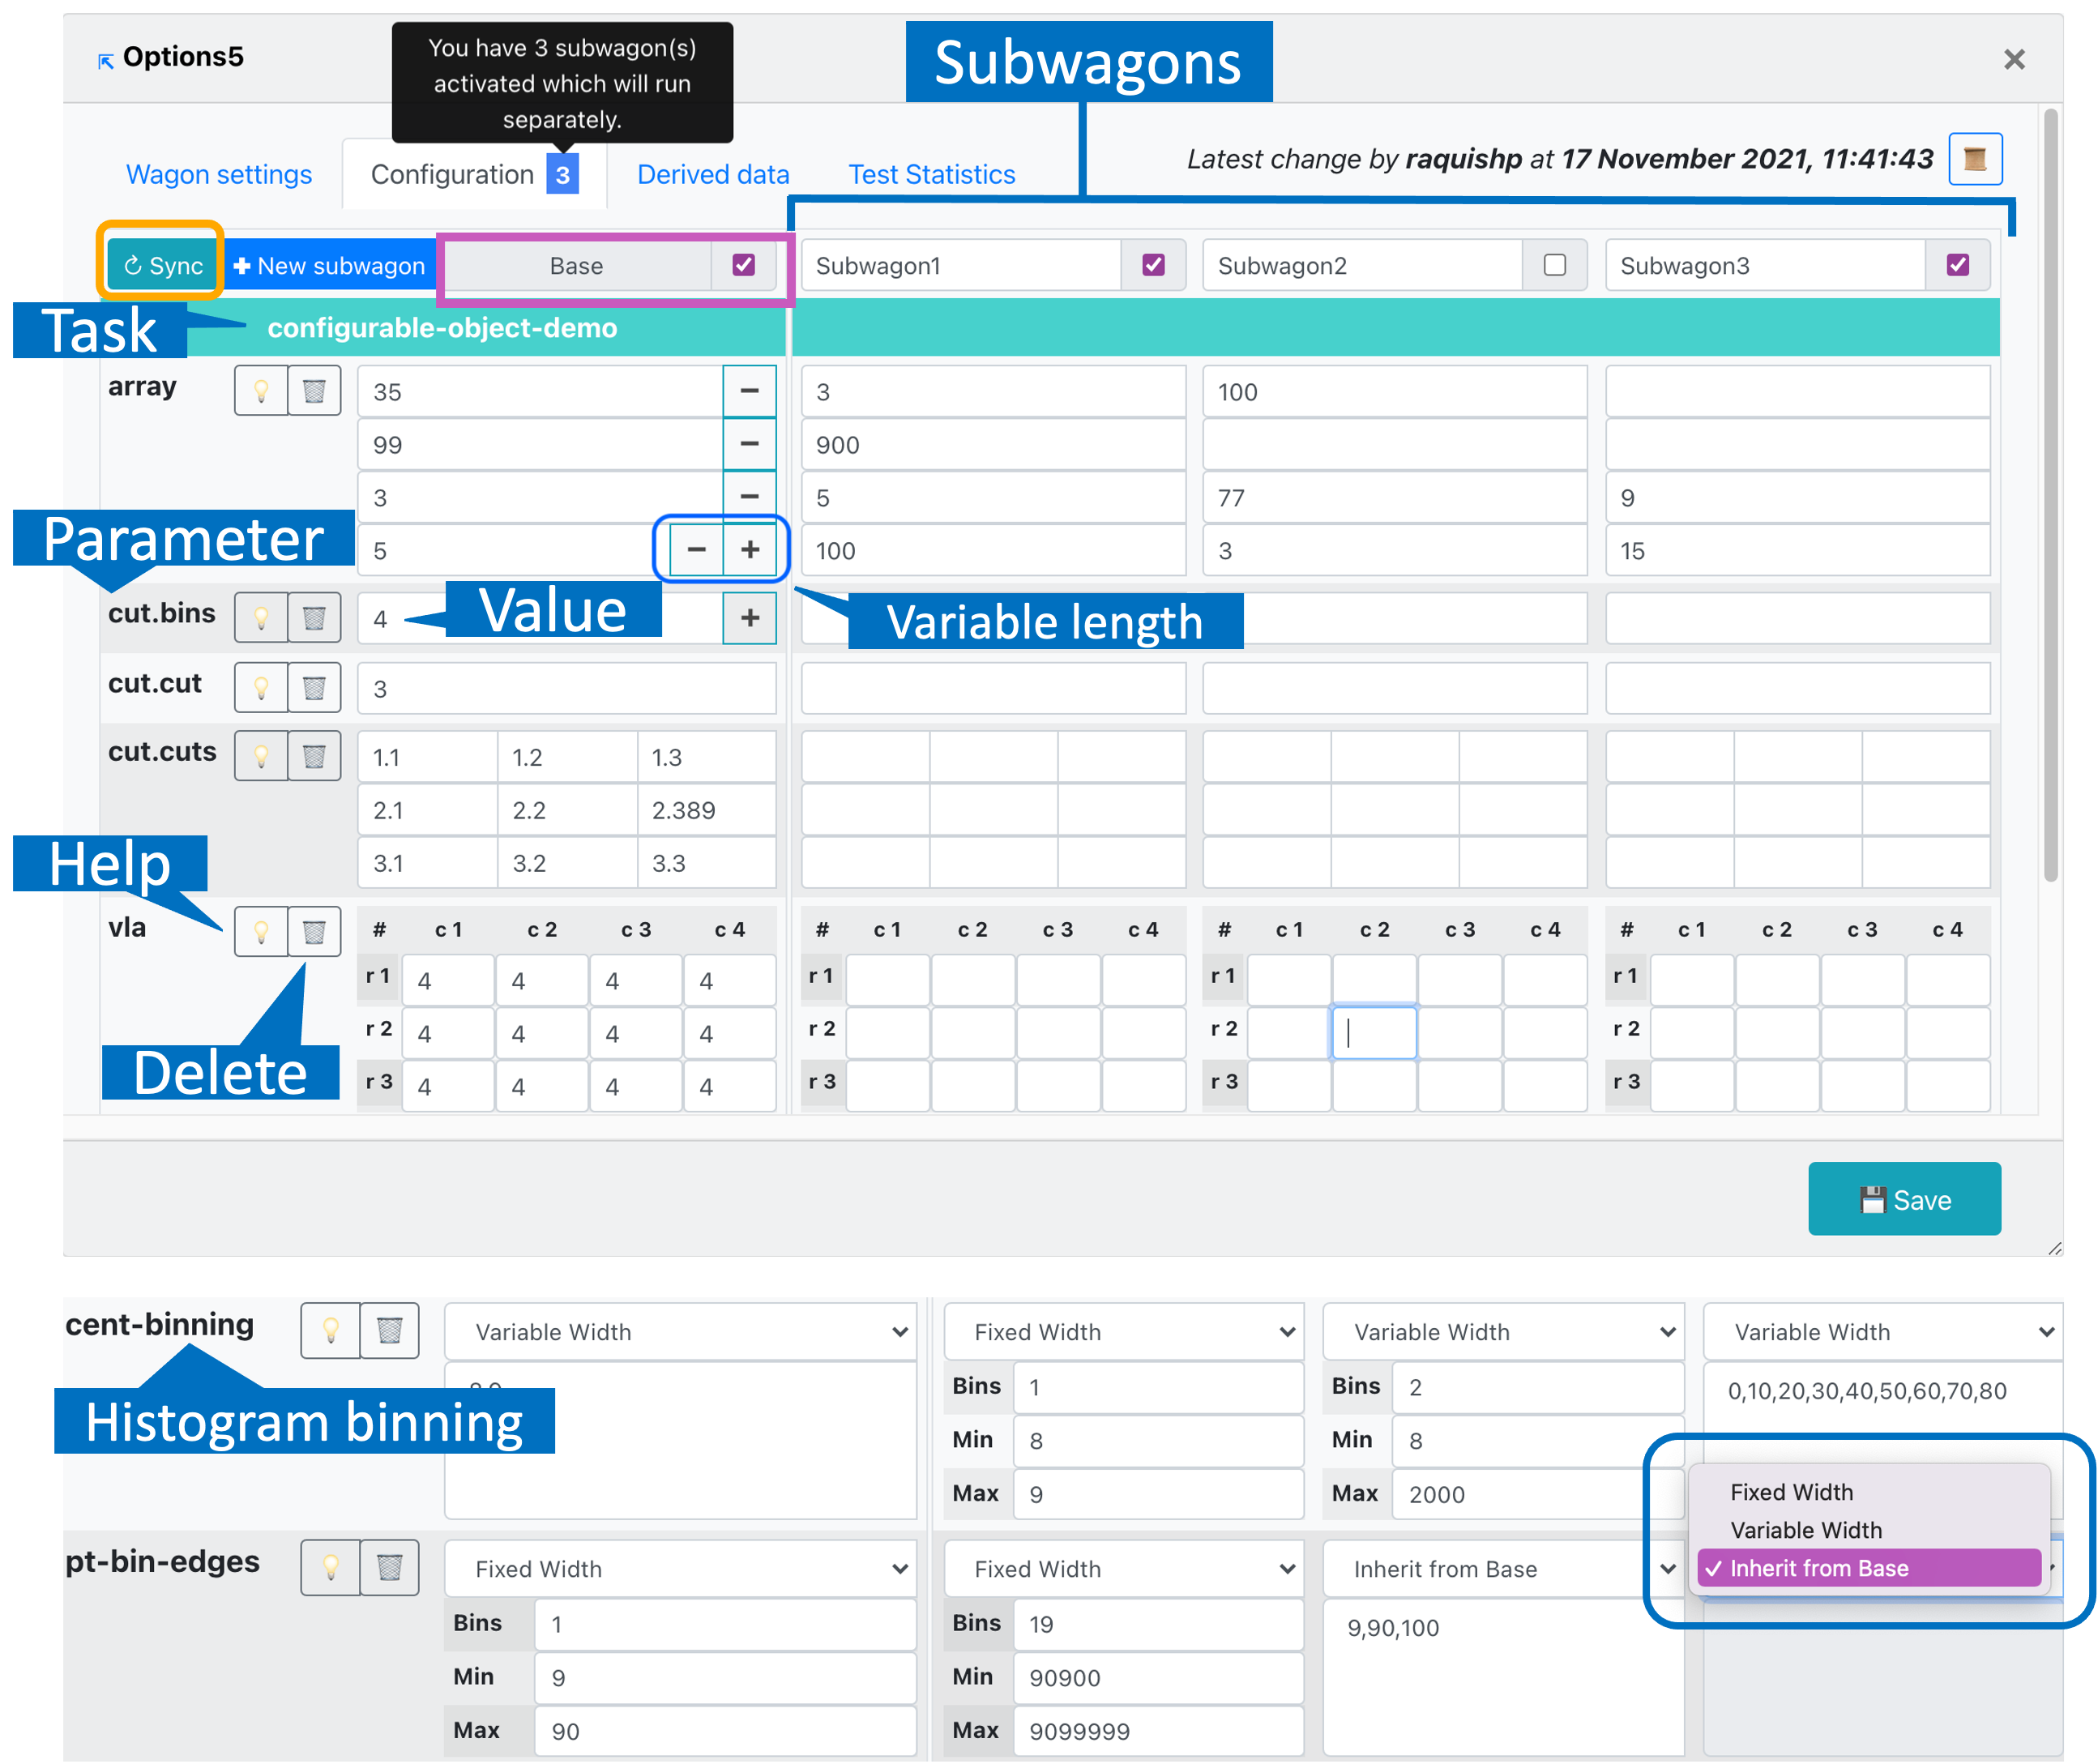 Options5
You have 3 subwagon(s)
activated which will run
separately.
Subwagons
Wagon settings Configuration 3 Derived data Test Statistics
Latest change by raquishp at 17 November 2021, 11:41:43
Sync New subwagon Base Subwagon1 Subwagon2 Subwagon3
Task configurable-object-demo
array 35 − 3 100
99 − 900
3 − 5 77 9
Parameter 5 − + 100 3 15
cut.bins 4 Value + Variable length
cut.cut 3
cut.cuts 1.1 1.2 1.3
2.1 2.2 2.389
Help 3.1 3.2 3.3
vla # c 1 c 2 c 3 c 4 # c 1 c 2 c 3 c 4 # c 1 c 2 c 3 c 4 # c 1 c 2 c 3 c 4
r 1 4 4 4 4 r 1 r 1 r 1
r 2 4 4 4 4 r 2 r 2 r 2
Delete r 3 4 4 4 4 r 3 r 3 r 3
Save
cent-binning Variable Width Fixed Width Variable Width Variable Width
Bins 1 Bins 2 0,10,20,30,40,50,60,70,80
Histogram binning
Min 8 Min 8
Max 9 Max 2000 Fixed Width
Variable Width
✓ Inherit from Base
pt-bin-edges Fixed Width Fixed Width Inherit from Base
Bins 1 Bins 19 9,90,100
Min 9 Min 90900
Max 90 Max 9099999